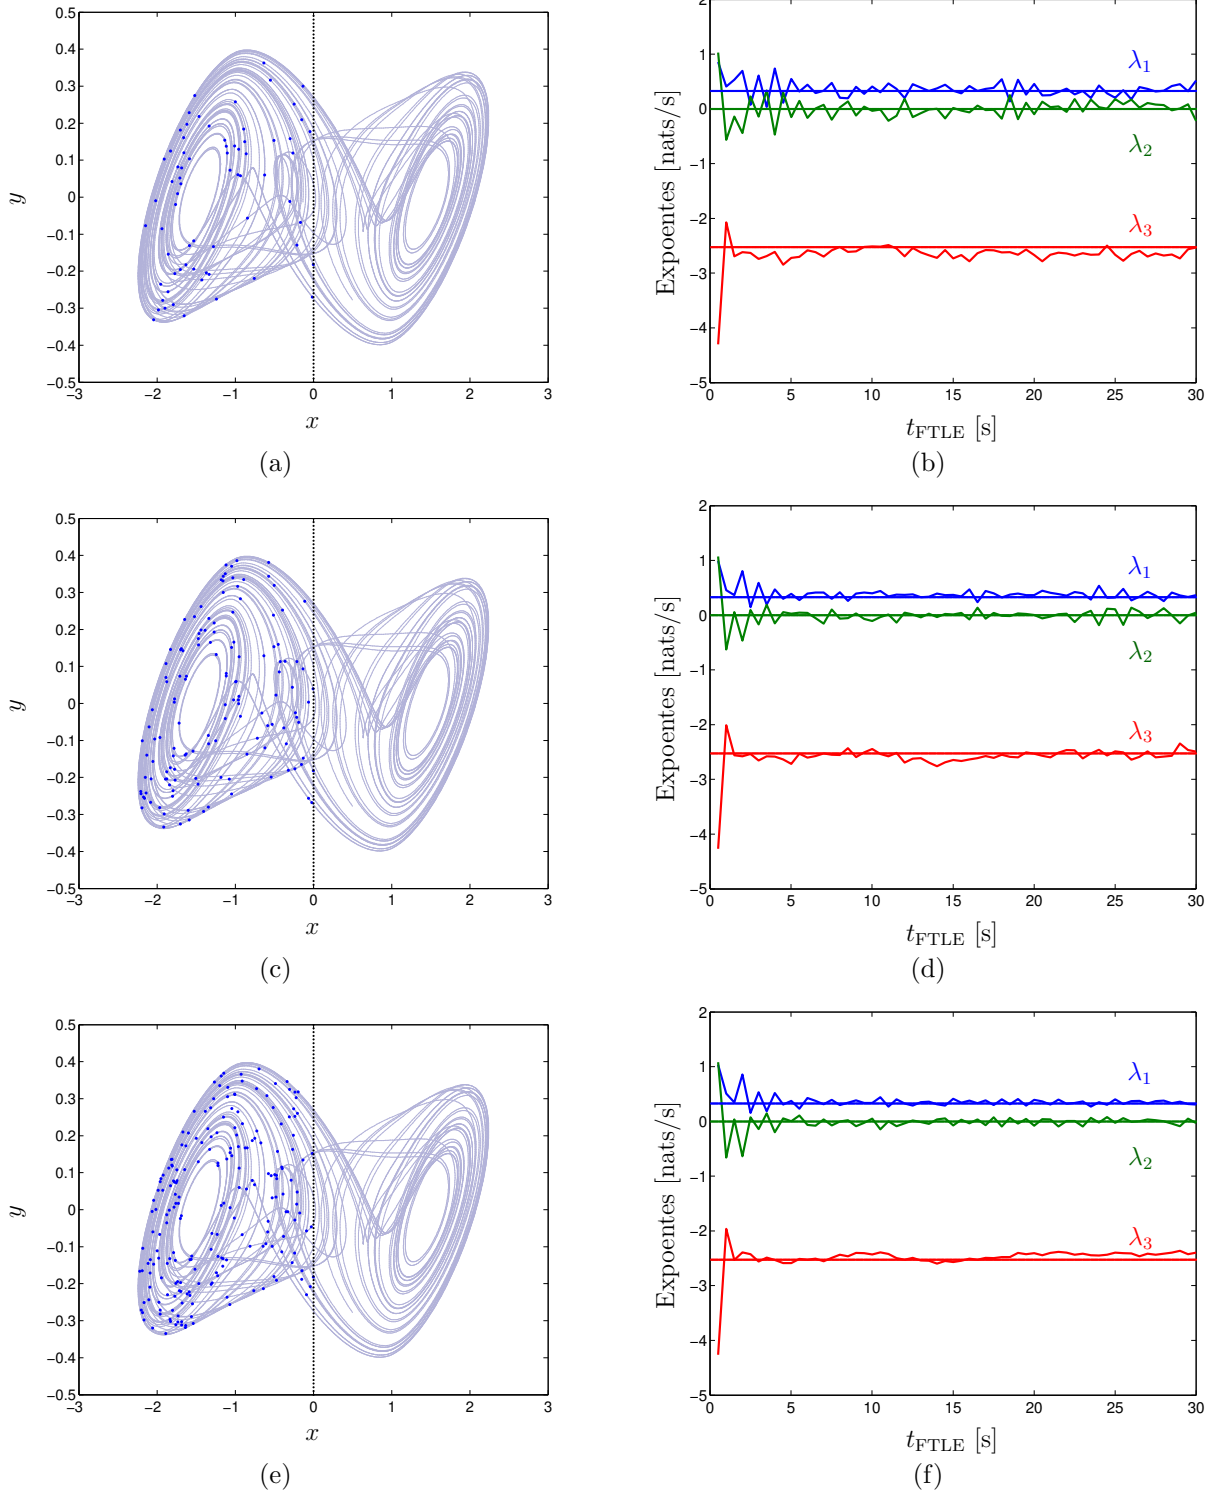 0.5
0.4
0.3
0.2
0.1
0
−0.1
−0.2
−0.3
−0.4
−0.5
−3 −2 −1 0 1 2 3
y
x
(a)
2
1
0
−1
−2
−3
−4
−5
0 5 10 15 20 25 30
Expoentes [nats/s]
λ1
λ2
λ3
tFTLE [s]
(b)
0.5
0.4
0.3
0.2
0.1
0
−0.1
−0.2
−0.3
−0.4
−0.5
−3 −2 −1 0 1 2 3
y
x
(c)
2
1
0
−1
−2
−3
−4
−5
0 5 10 15 20 25 30
Expoentes [nats/s]
λ1
λ2
λ3
tFTLE [s]
(d)
0.5
0.4
0.3
0.2
0.1
0
−0.1
−0.2
−0.3
−0.4
−0.5
−3 −2 −1 0 1 2 3
y
x
(e)
2
1
0
−1
−2
−3
−4
−5
0 5 10 15 20 25 30
Expoentes [nats/s]
λ1
λ2
λ3
tFTLE [s]
(f)